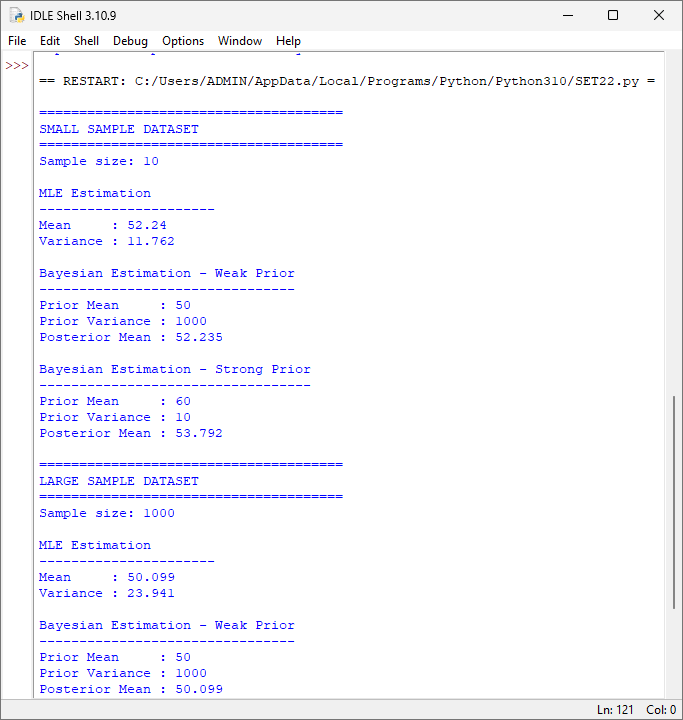 IDLE Shell 3.10.9
File Edit Shell Debug Options Window Help
>>>
== RESTART: C:/Users/ADMIN/AppData/Local/Programs/Python/Python310/SET22.py =
======================================
SMALL SAMPLE DATASET
======================================
Sample size: 10
MLE Estimation
----------------------
Mean     : 52.24
Variance : 11.762
Bayesian Estimation - Weak Prior
--------------------------------
Prior Mean     : 50
Prior Variance : 1000
Posterior Mean : 52.235
Bayesian Estimation - Strong Prior
----------------------------------
Prior Mean     : 60
Prior Variance : 10
Posterior Mean : 53.792
======================================
LARGE SAMPLE DATASET
======================================
Sample size: 1000
MLE Estimation
----------------------
Mean     : 50.099
Variance : 23.941
Bayesian Estimation - Weak Prior
--------------------------------
Prior Mean     : 50
Prior Variance : 1000
Posterior Mean : 50.099
Ln: 121 Col: 0